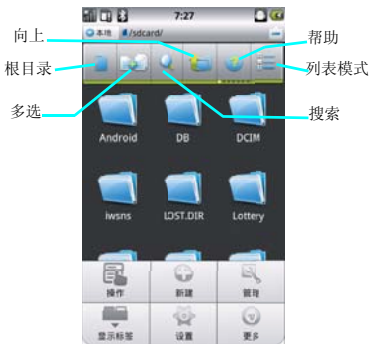 7:27
向上
本地 /sdcard/
帮助
根目录
列表模式
多选
搜索
Android DB DCIM
iwsns LOST.DIR Lottery
操作 新建 管理
显示标签 设置 更多